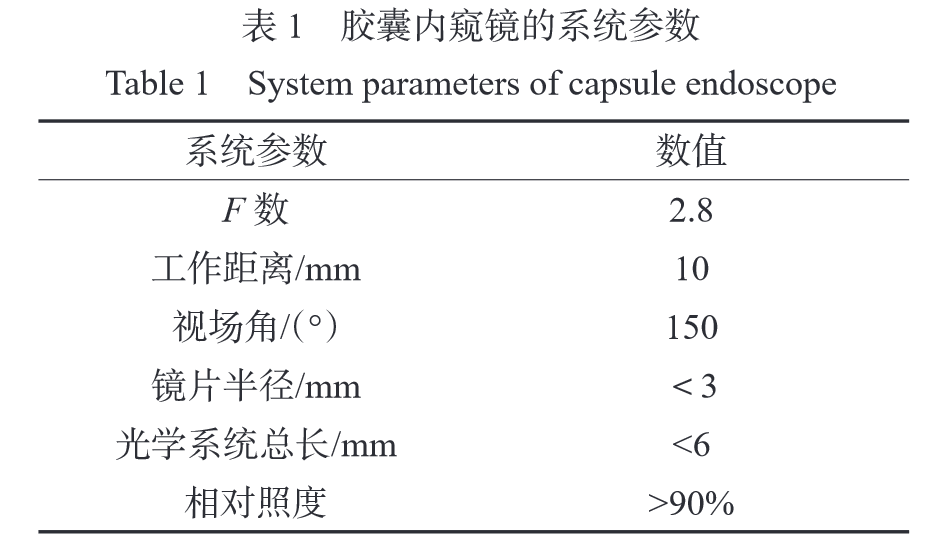 表1 胶囊内窥镜的系统参数
Table 1 System parameters of capsule endoscope
系统参数 数值
F 数 2.8
工作距离/mm 10
视场角/(°) 150
镜片半径/mm < 3
光学系统总长/mm <6
相对照度 >90%